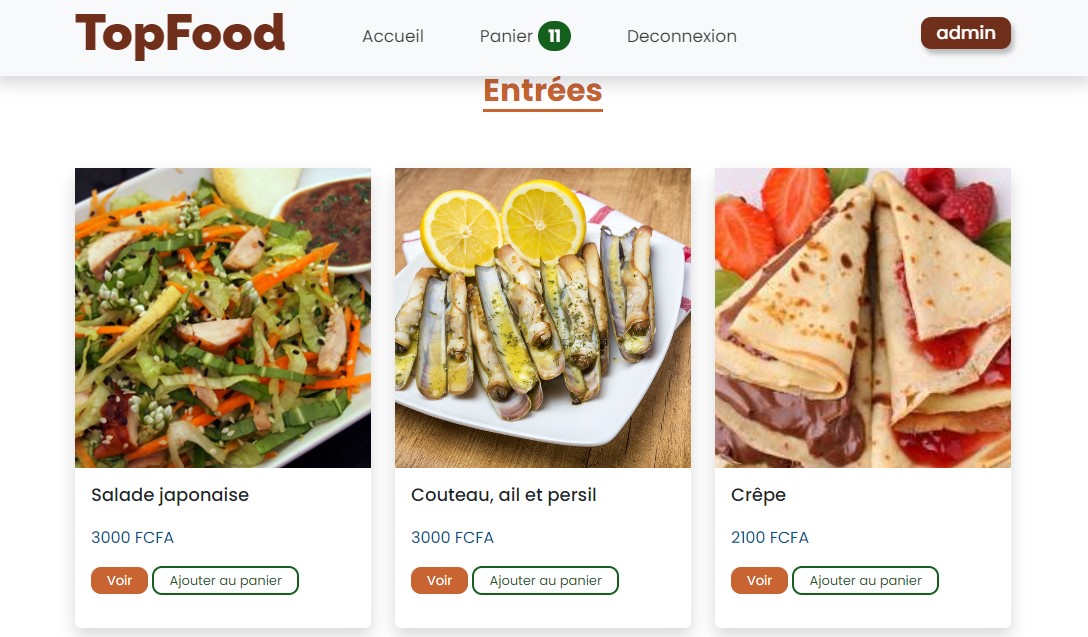 TopFood
Accueil
Panier 11
Deconnexion
admin
Entrées
Salade japonaise
3000 FCFA
Voir
Ajouter au panier
Couteau, ail et persil
3000 FCFA
Voir
Ajouter au panier
Crêpe
2100 FCFA
Voir
Ajouter au panier